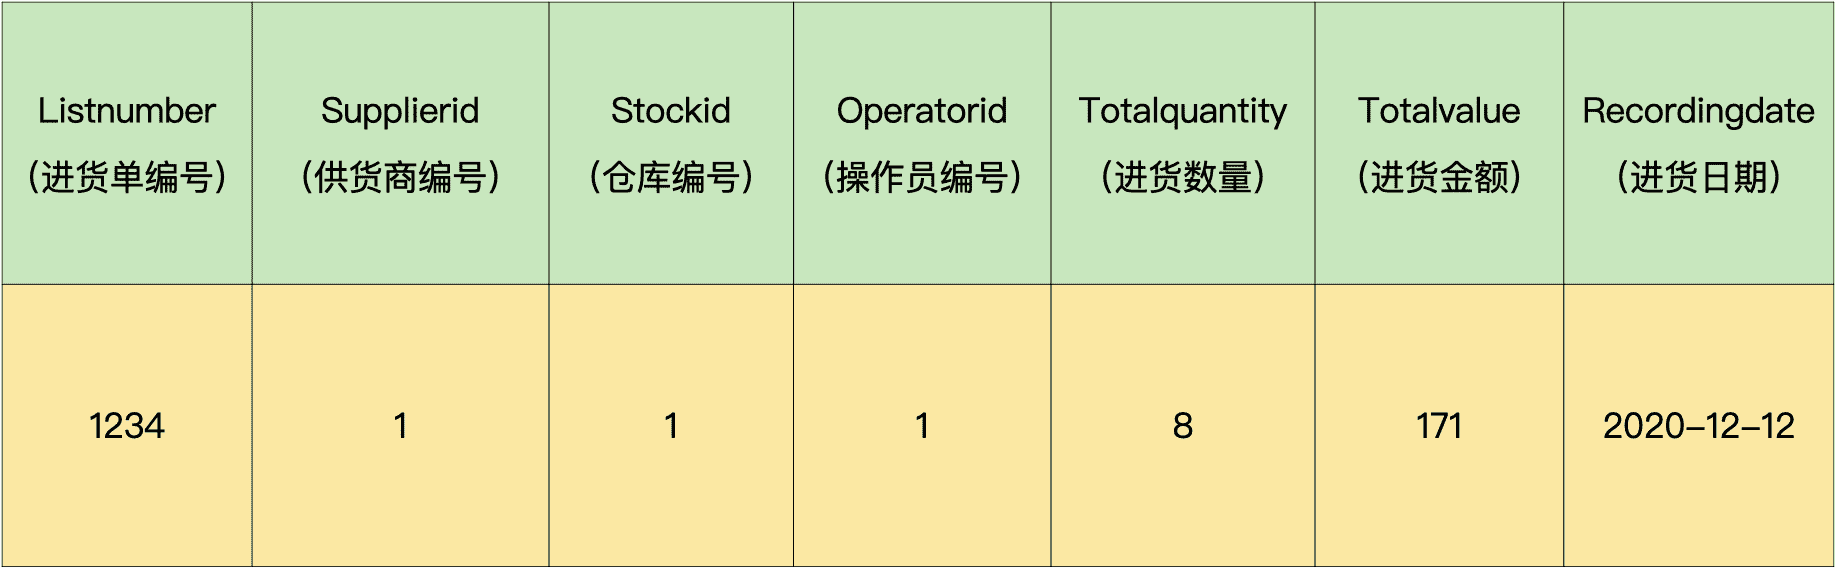 Listnumber
（进货单编号）
Supplierid
（供货商编号）
Stockid
（仓库编号）
Operatorid
（操作员编号）
Totalquantity
（进货数量）
Totalvalue
（进货金额）
Recordingdate
（进货日期）
1234
1
1
1
8
171
2020-12-12